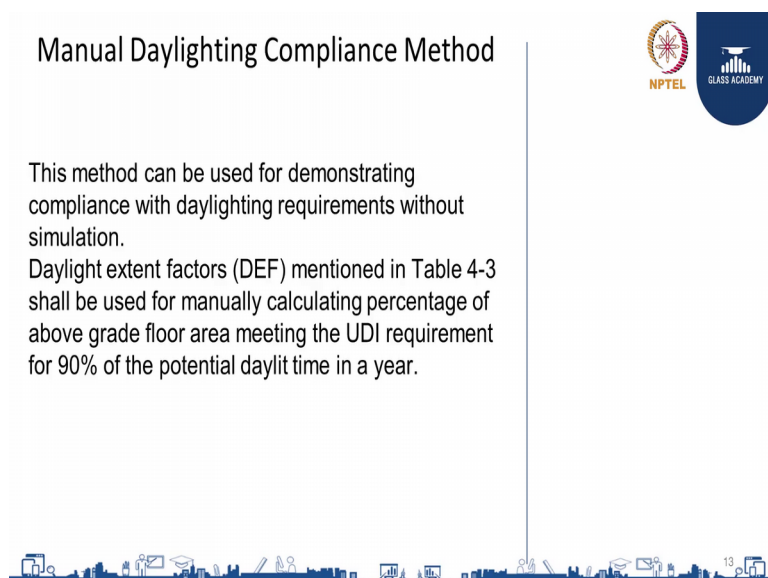 Manual Daylighting Compliance Method
NPTEL
GLASS ACADEMY
This method can be used for demonstrating
compliance with daylighting requirements without
simulation.
Daylight extent factors (DEF) mentioned in Table 4-3
shall be used for manually calculating percentage of
above grade floor area meeting the UDI requirement
for 90% of the potential daylit time in a year.
13